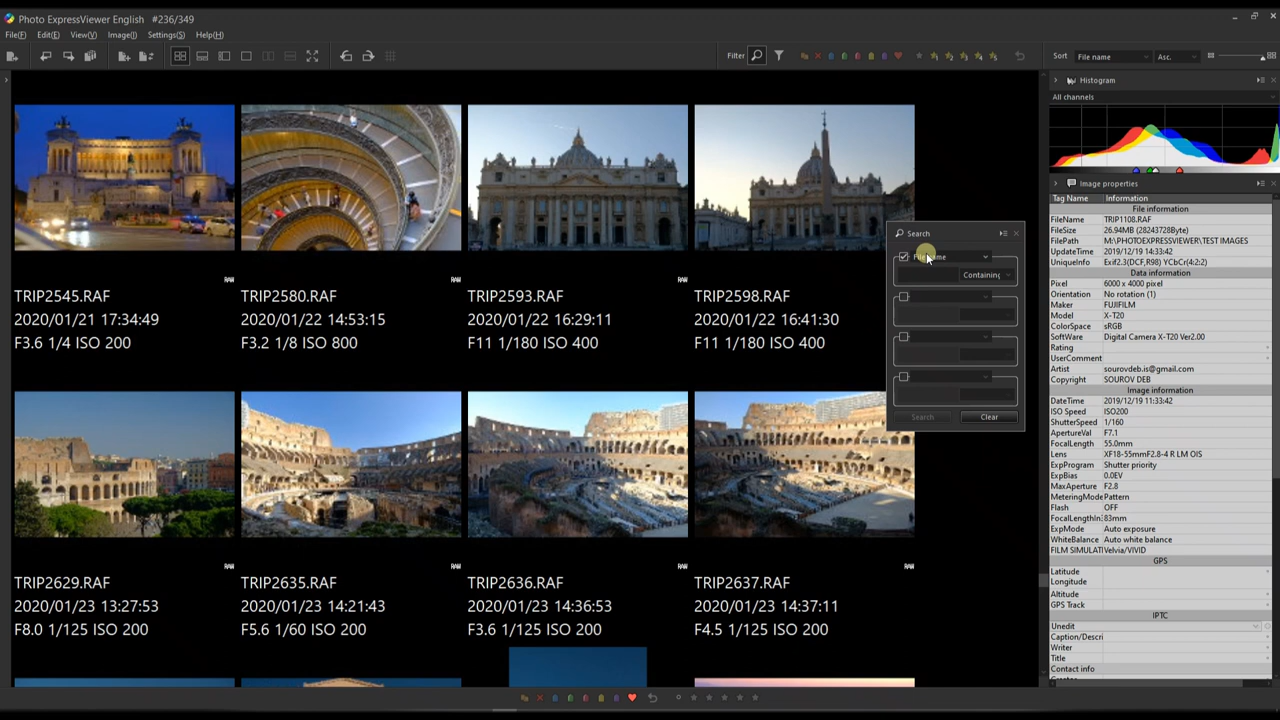 Photo ExpressViewer English #236/349
File(F) Edit(E) View(V) Image(I) Settings(S) Help(H)
Filter
Sort File name Asc.
Histogram
All channels
Image properties
Tag Name Information
File information
FileName TRIP1108.RAF
FileSize 26.94MB (28243728Byte)
FilePath M:\PHOTOEXPRESSVIEWER\TEST IMAGES
UpdateTime 2019/12/19 14:33:42
UniqueInfo Exif2.3(DCF,R98) YCbCr(4:2:2)
Data information
Pixel 6000 x 4000 pixel
Orientation No rotation (1)
Maker FUJIFILM
Model X-T20
ColorSpace sRGB
SoftWare Digital Camera X-T20 Ver2.00
Rating
UserComment
Artist sourovdeb.is@gmail.com
Copyright SOUROV DEB
Image information
DateTime 2019/12/19 11:33:42
ISO Speed ISO200
ShutterSpeed 1/160
ApertureVal F7.1
FocalLength 55.0mm
Lens XF18-55mmF2.8-4 R LM OIS
ExpProgram Shutter priority
ExpBias 0.0EV
MaxAperture F2.8
MeteringMode Pattern
Flash OFF
FocalLengthIn: 83mm
ExpMode Auto exposure
WhiteBalance Auto white balance
FILM SIMULATI Velvia/VIVID
GPS
Latitude
Longitude
Altitude
GPS Track
IPTC
Unedit
Caption/Descri
Writer
Title
Contact info
Search
Containing
Search Clear
RAW RAW RAW
TRIP2545.RAF TRIP2580.RAF TRIP2593.RAF TRIP2598.RAF
2020/01/21 17:34:49 2020/01/22 14:53:15 2020/01/22 16:29:11 2020/01/22 16:41:30
F3.6 1/4 ISO 200 F3.2 1/8 ISO 800 F11 1/180 ISO 400 F11 1/180 ISO 400
RAW RAW RAW RAW
TRIP2629.RAF TRIP2635.RAF TRIP2636.RAF TRIP2637.RAF
2020/01/23 13:27:53 2020/01/23 14:21:43 2020/01/23 14:36:53 2020/01/23 14:37:11
F8.0 1/125 ISO 200 F5.6 1/60 ISO 200 F3.6 1/125 ISO 200 F4.5 1/125 ISO 200